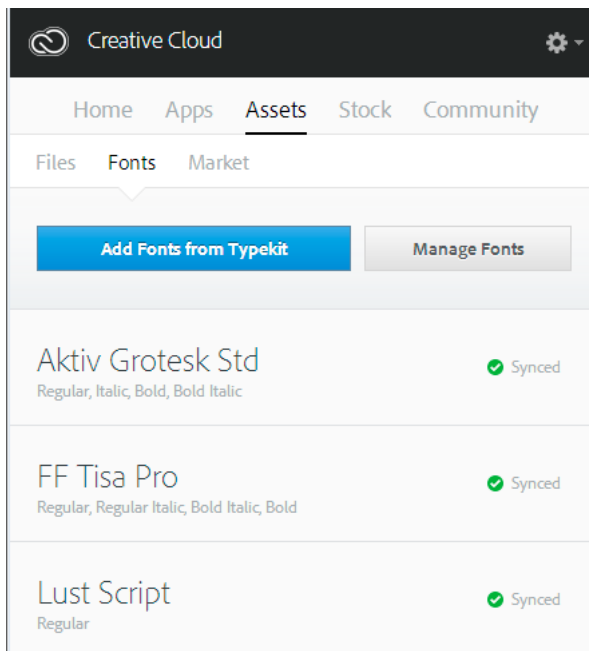 Creative Cloud
Home Apps Assets Stock Community
Files Fonts Market
Add Fonts from Typekit Manage Fonts
Aktiv Grotesk Std
Synced
Regular, Italic, Bold, Bold Italic
FF Tisa Pro
Synced
Regular, Regular Italic, Bold Italic, Bold
Lust Script
Synced
Regular